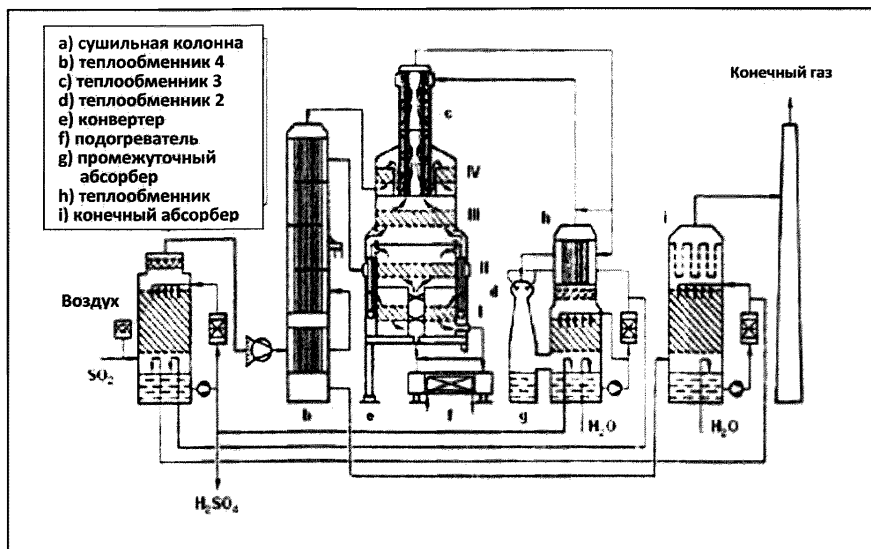 a) сушильная колонна
b) теплообменник 4
c) теплообменник 3
d) теплообменник 2
e) конвертер
f) подогреватель
g) промежуточный
абсорбер
h) теплообменник
i) конечный абсорбер
Конечный газ
c
IV
III
II
I
h
i
d
Воздух
SO₂
b
e
f
g
H₂O
H₂O
H₂SO₄